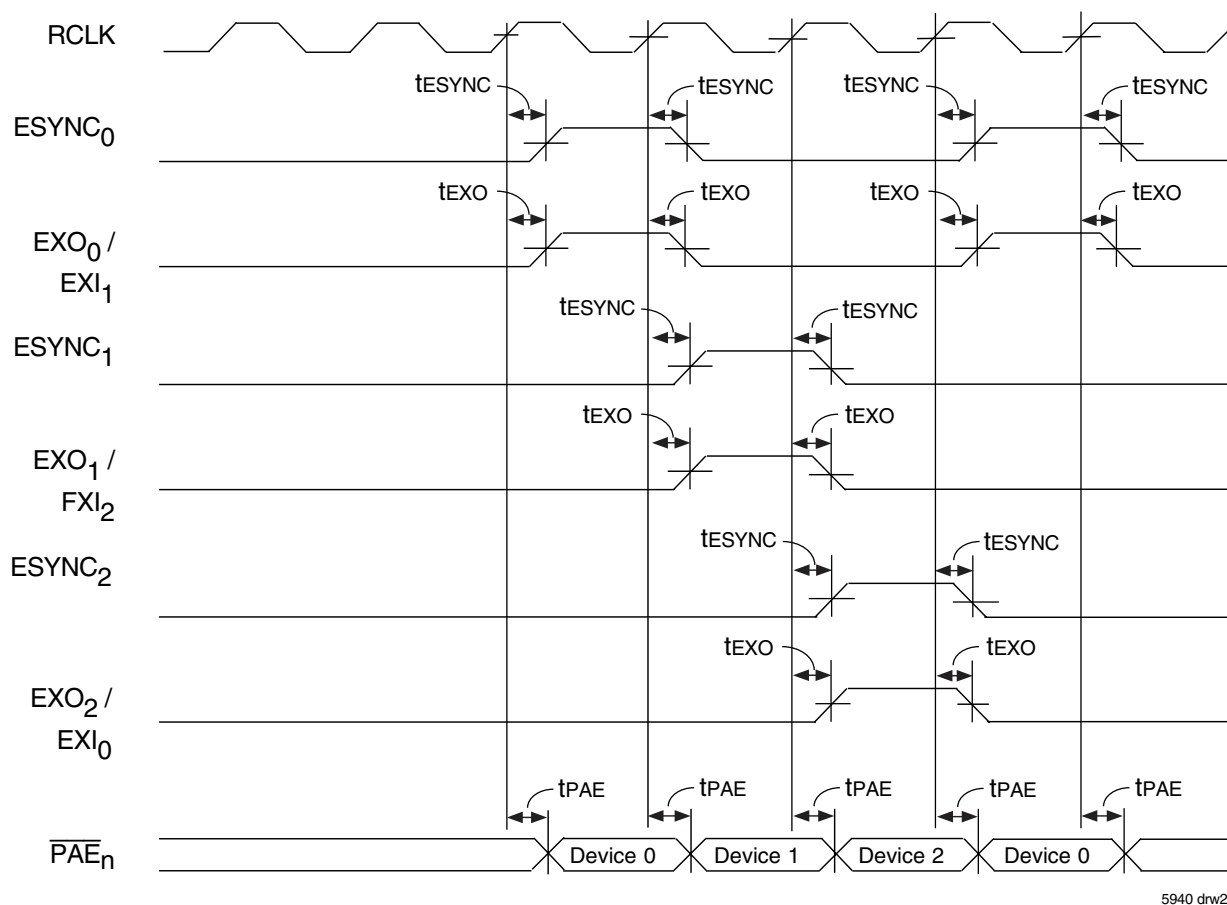 RCLK
tESYNC tESYNC tESYNC tESYNC
ESYNC0
tEXO tEXO tEXO tEXO
EXO0 /
EXI1
tESYNC tESYNC
ESYNC1
tEXO tEXO
EXO1 /
FXI2
tESYNC tESYNC
ESYNC2
tEXO tEXO
EXO2 /
EXI0
tPAE tPAE tPAE tPAE tPAE
PAEn Device 0 Device 1 Device 2 Device 0
5940 drw2